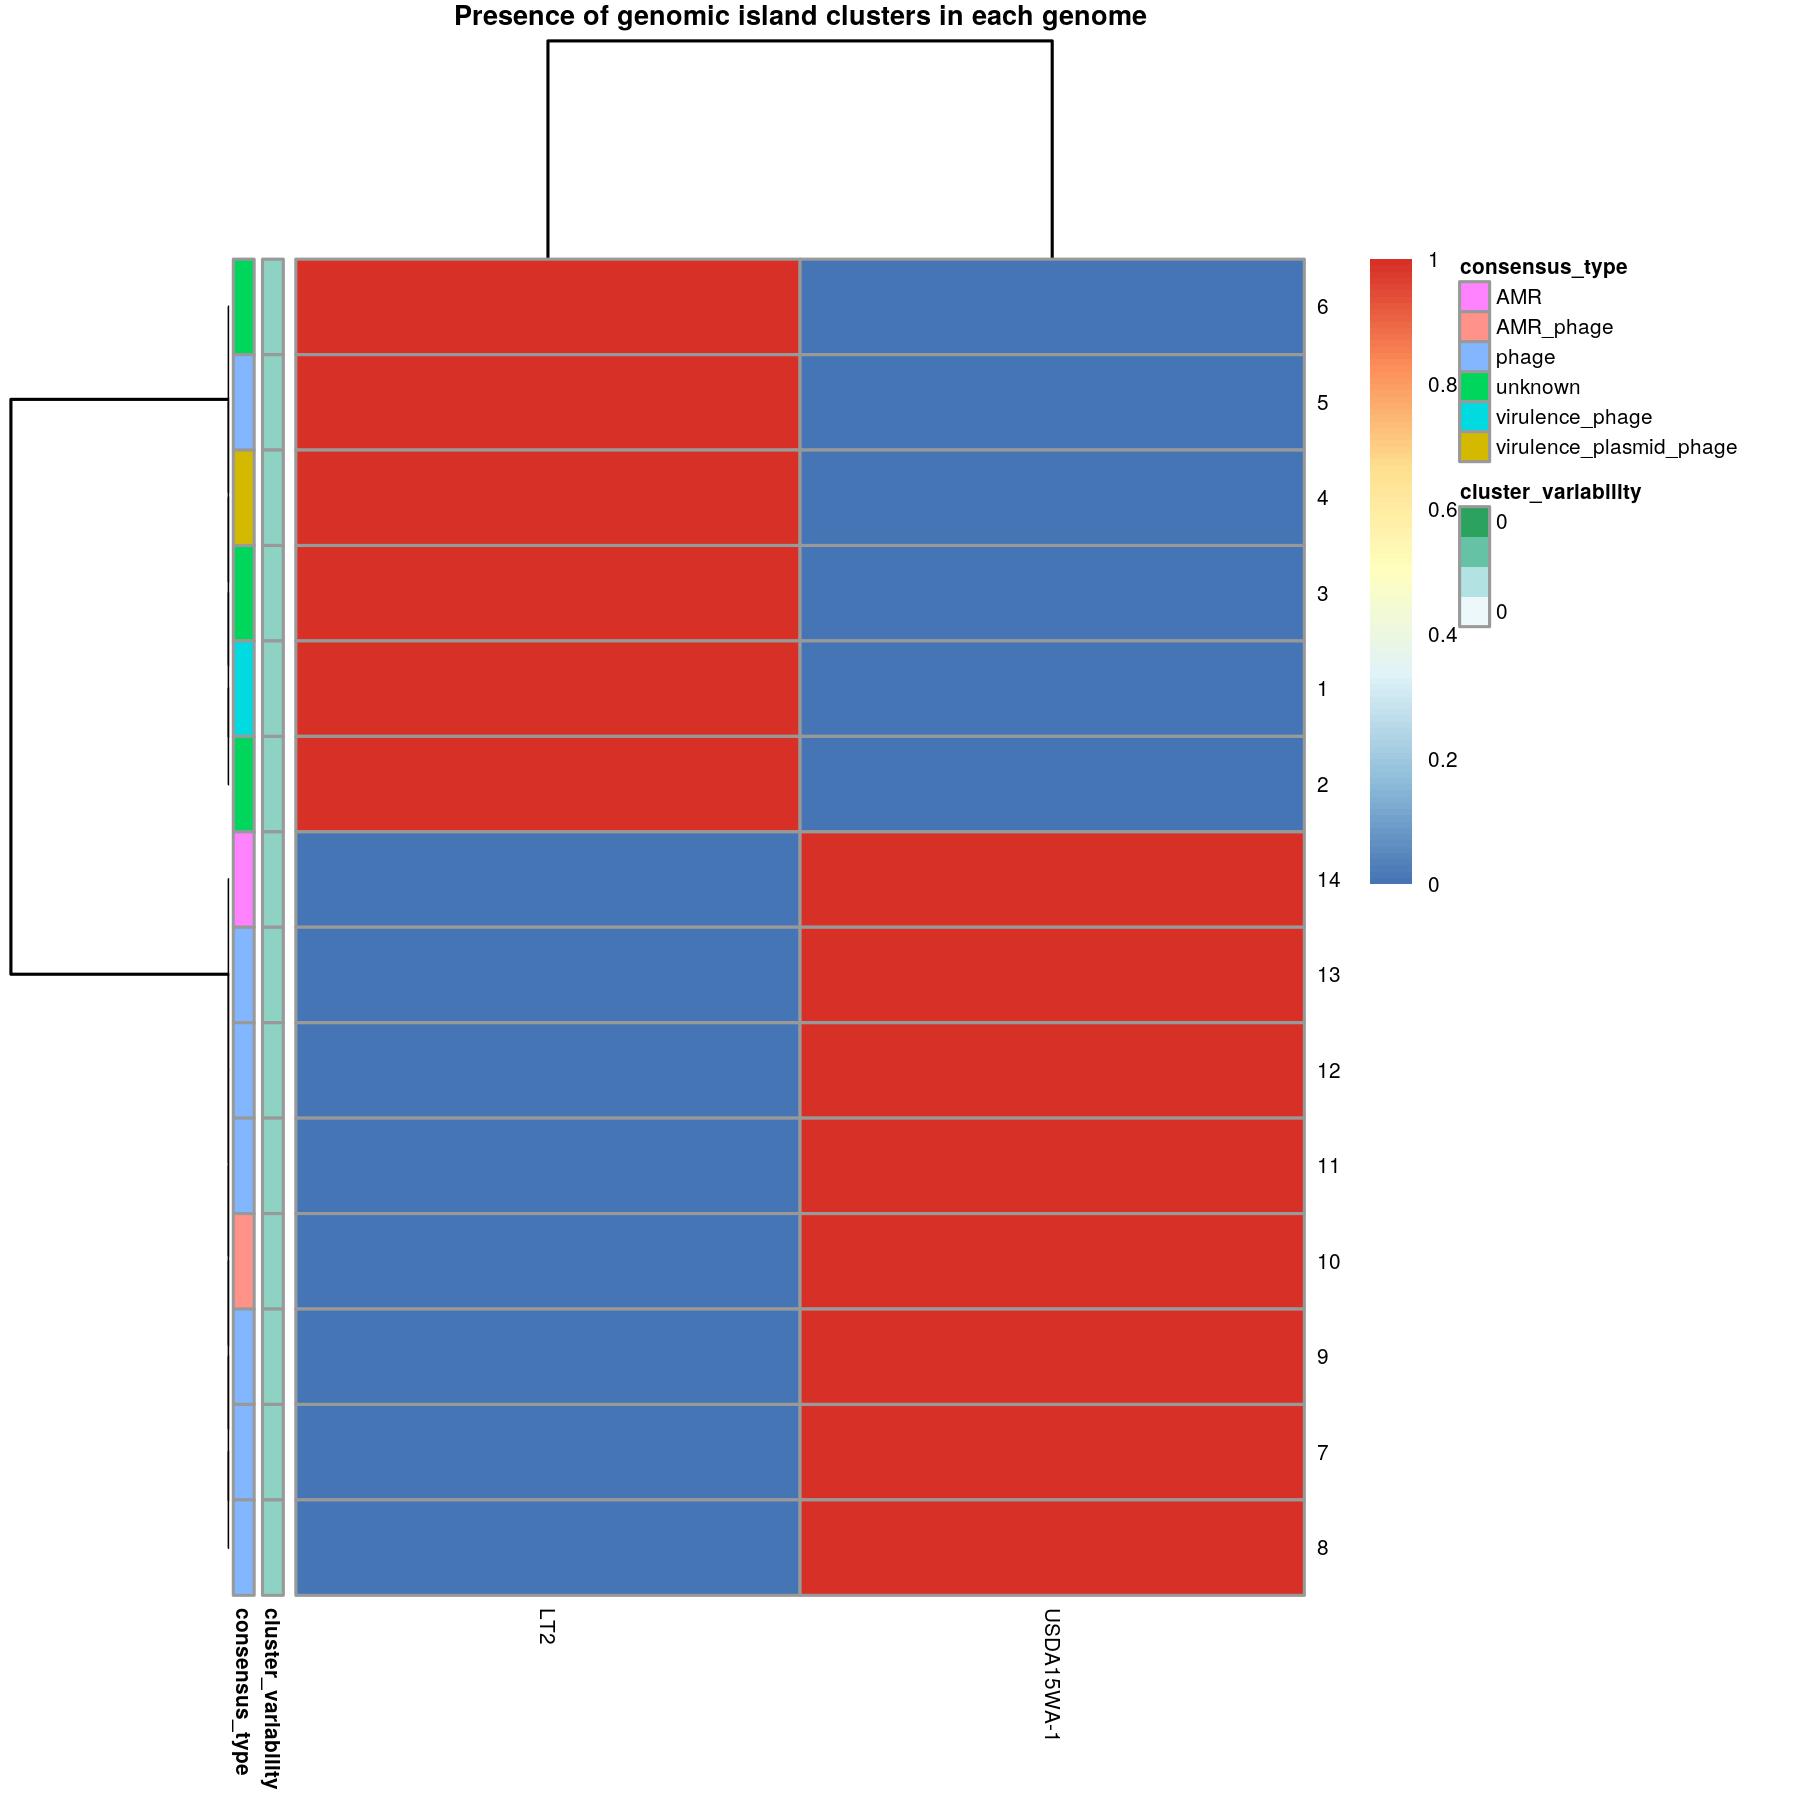 Presence of genomic island clusters in each genome
6
5
4
3
1
2
14
13
12
11
10
9
7
8
1
0.8
0.6
0.4
0.2
0
consensus_type
AMR
AMR_phage
phage
unknown
virulence_phage
virulence_plasmid_phage
cluster_variability
0
0
consensus_type
cluster_variability
LT2
USDA15WA-1